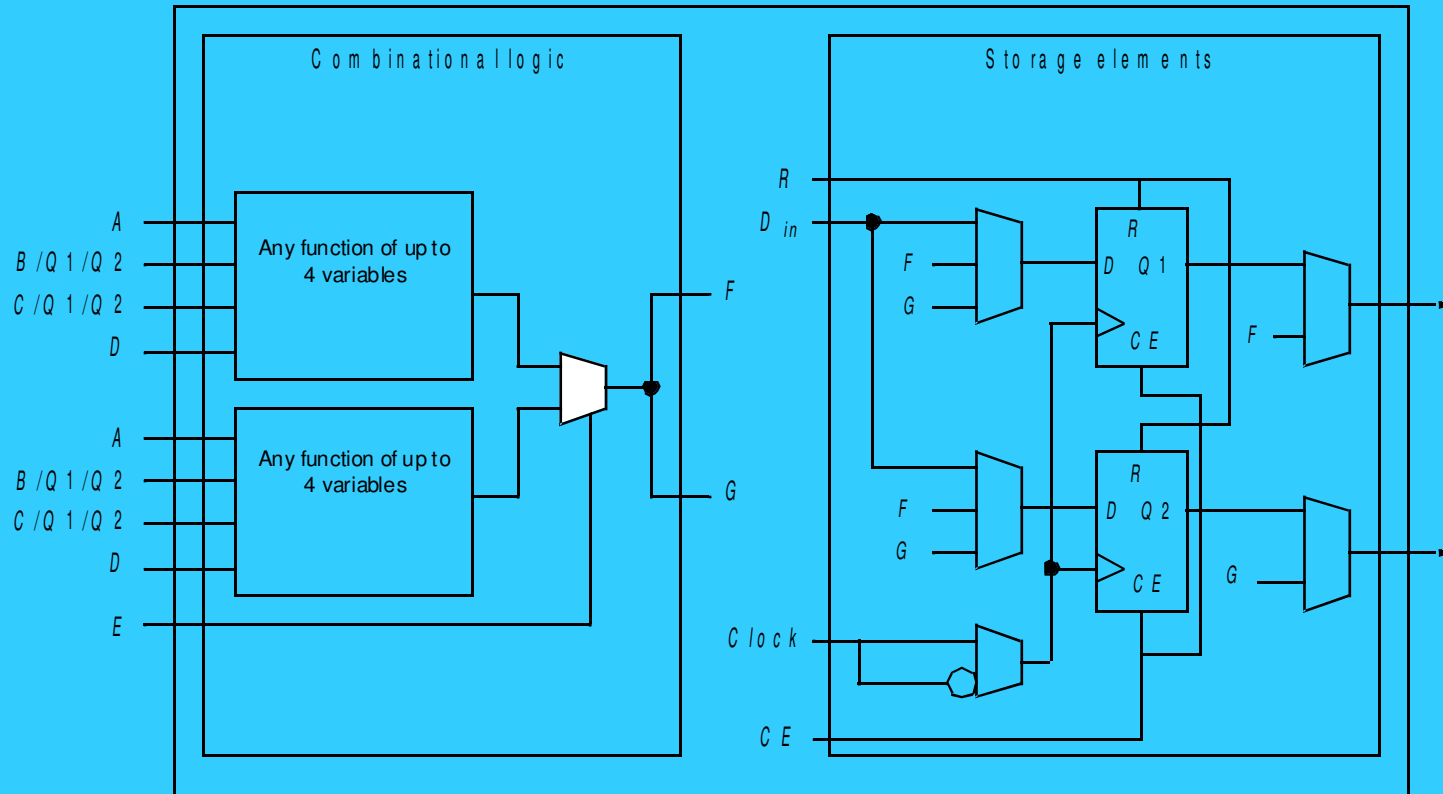 Combinational logic
Storage elements
A
B/Q1/Q2
C/Q1/Q2
D
Any function of up to
4 variables
F
A
B/Q1/Q2
C/Q1/Q2
D
Any function of up to
4 variables
G
E
R
D in
F
G
R
D Q1
CE
F
F
G
R
D Q2
CE
G
Clock
CE